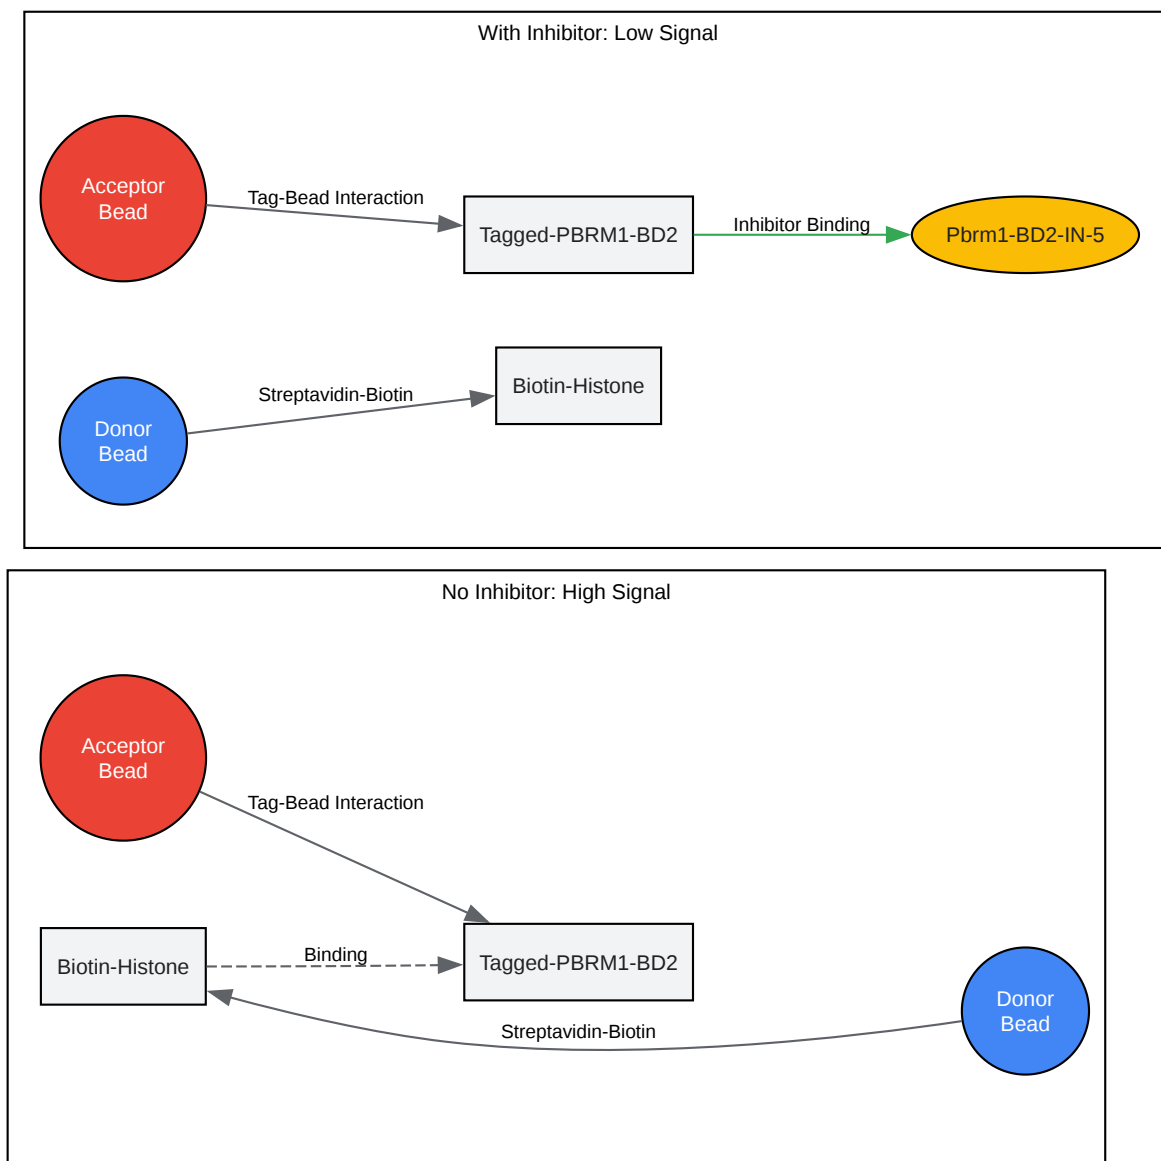 With Inhibitor: Low Signal
Acceptor
Bead
Tag-Bead Interaction
Tagged-PBRM1-BD2
Inhibitor Binding
Pbrm1-BD2-IN-5
Donor
Bead
Streptavidin-Biotin
Biotin-Histone
No Inhibitor: High Signal
Acceptor
Bead
Tag-Bead Interaction
Biotin-Histone
Binding
Tagged-PBRM1-BD2
Donor
Bead
Streptavidin-Biotin